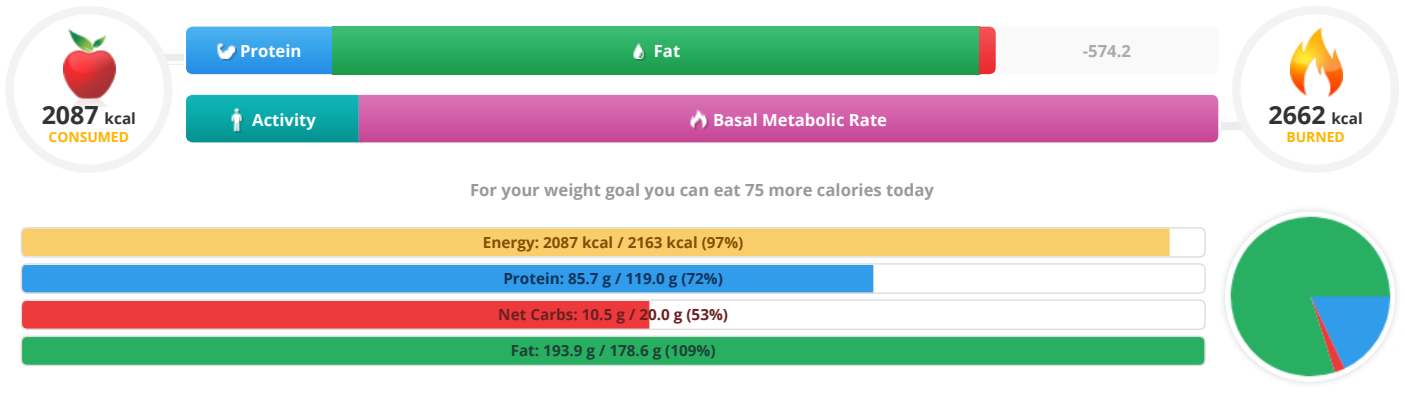 2087 kcal
CONSUMED
Protein
Fat
-574.2
Activity
Basal Metabolic Rate
2662 kcal
BURNED
For your weight goal you can eat 75 more calories today
Energy: 2087 kcal / 2163 kcal (97%)
Protein: 85.7 g / 119.0 g (72%)
Net Carbs: 10.5 g / 20.0 g (53%)
Fat: 193.9 g / 178.6 g (109%)